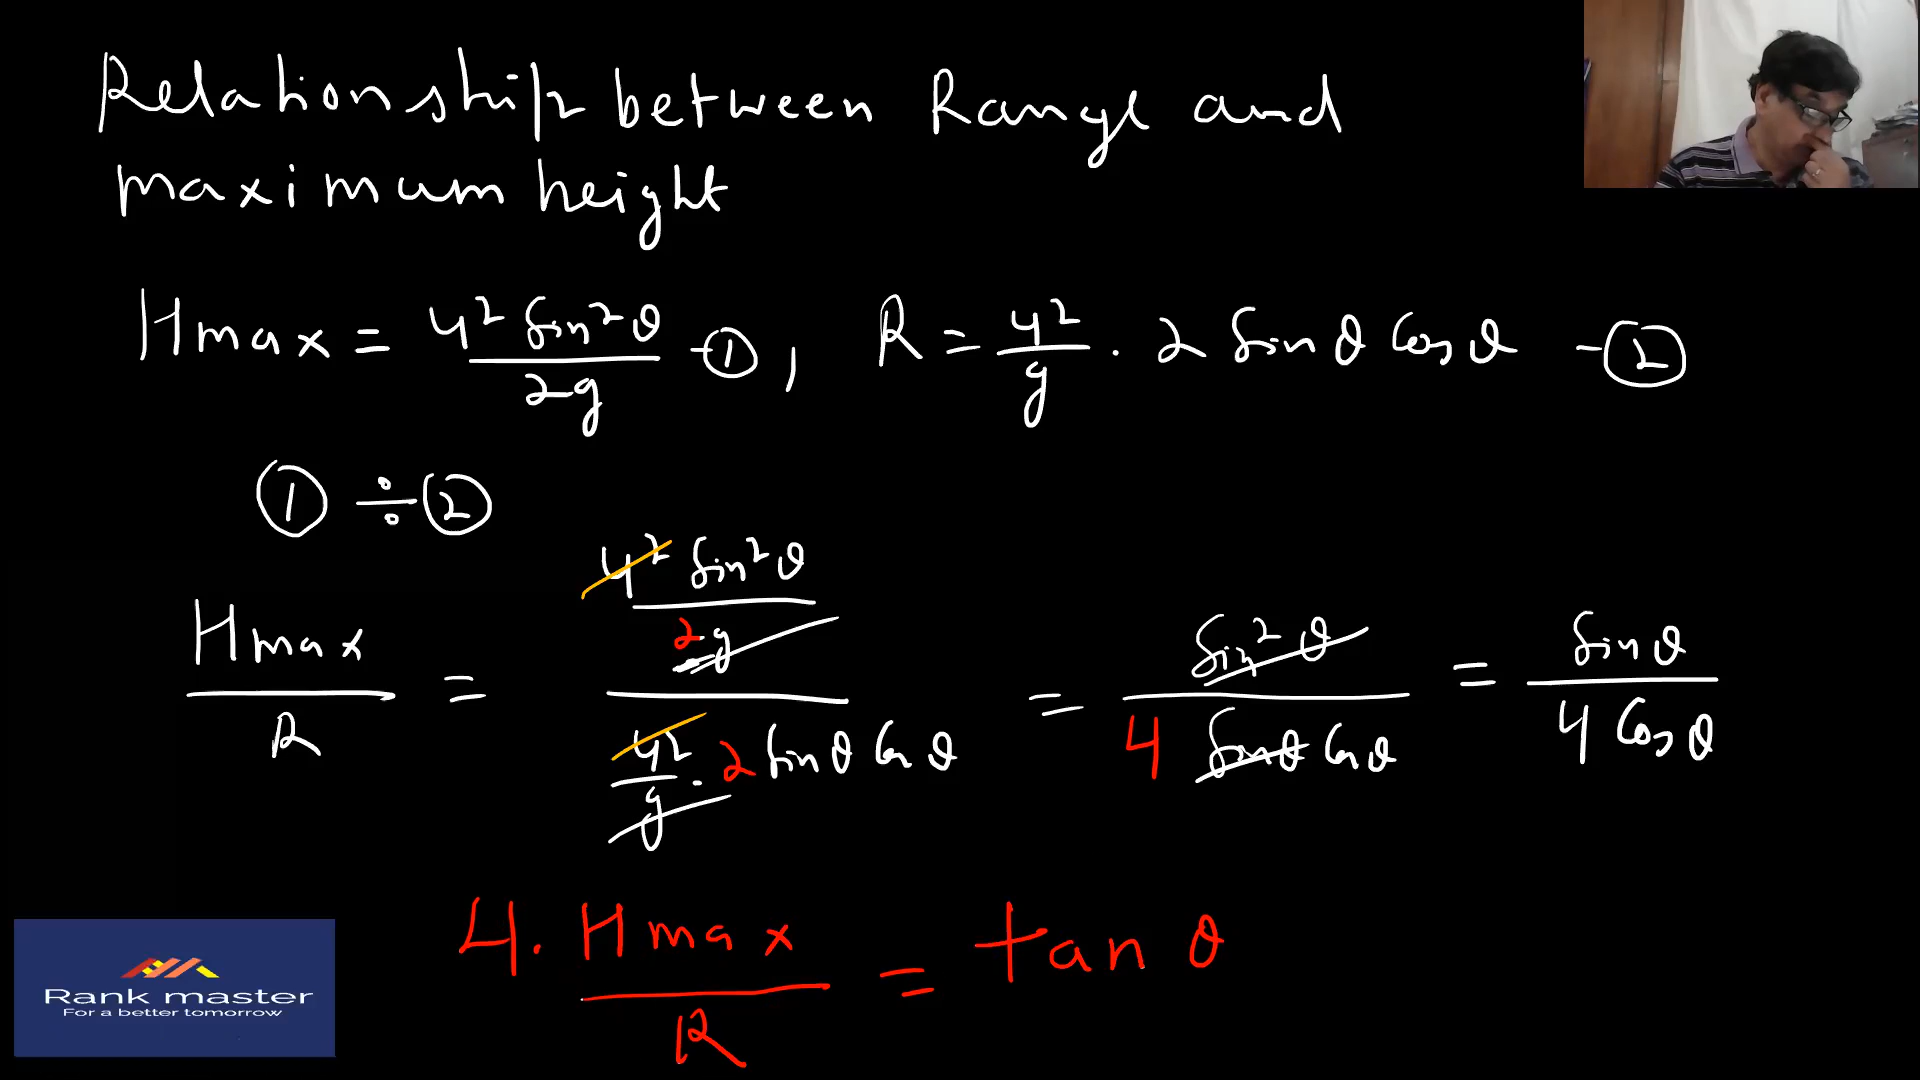 Relationship between Range and
maximum height
Hmax = u² Sin²θ / 2g -①, R = u²/g . 2 Sinθ Cosθ -②
① ÷ ②
Hmax / R = (u² Sin²θ / 2g) / (u²/g . 2 Sinθ Cosθ) = Sin²θ / 4 Sinθ Cosθ = Sinθ / 4 Cosθ
4. Hmax / R = tan θ
Rank master
For a better tomorrow